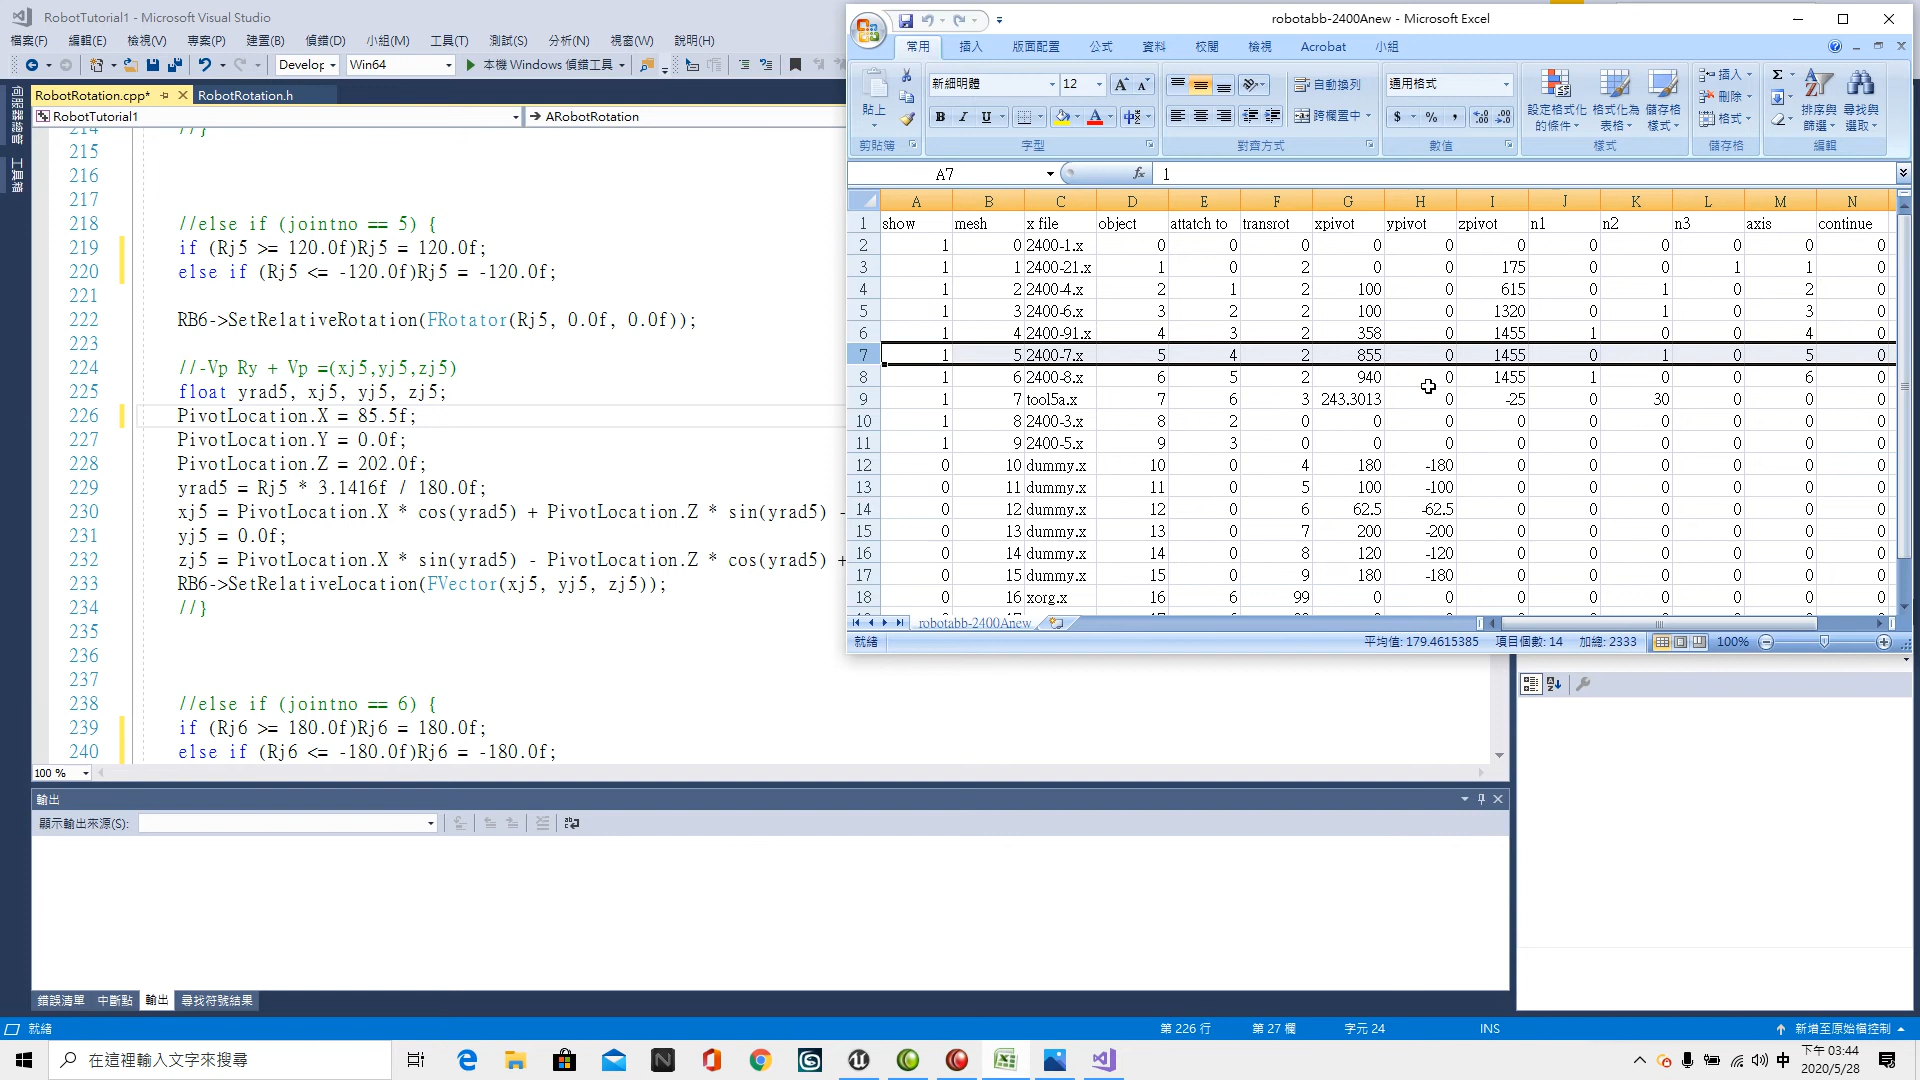 RobotTutorial1 - Microsoft Visual Studio
檔案(F) 編輯(E) 檢視(V) 專案(P) 建置(B) 偵錯(D) 小組(M) 工具(T) 測試(S) 分析(N) 視窗(W) 說明(H)
Develop Win64 本機 Windows 偵錯工具
伺服器總管
工具箱
RobotRotation.cpp* RobotRotation.h
RobotTutorial1 ARobotRotation
214 //}
215
216
217
218 //else if (jointno == 5) {
219 if (Rj5 >= 120.0f)Rj5 = 120.0f;
220 else if (Rj5 <= -120.0f)Rj5 = -120.0f;
221
222 RB6->SetRelativeRotation(FRotator(Rj5, 0.0f, 0.0f));
223
224 //-Vp Ry + Vp =(xj5,yj5,zj5)
225 float yrad5, xj5, yj5, zj5;
226 PivotLocation.X = 85.5f;
227 PivotLocation.Y = 0.0f;
228 PivotLocation.Z = 202.0f;
229 yrad5 = Rj5 * 3.1416f / 180.0f;
230 xj5 = PivotLocation.X * cos(yrad5) + PivotLocation.Z * sin(yrad5) -
231 yj5 = 0.0f;
232 zj5 = PivotLocation.X * sin(yrad5) - PivotLocation.Z * cos(yrad5) +
233 RB6->SetRelativeLocation(FVector(xj5, yj5, zj5));
234 //}
235
236
237
238 //else if (jointno == 6) {
239 if (Rj6 >= 180.0f)Rj6 = 180.0f;
240 else if (Rj6 <= -180.0f)Rj6 = -180.0f;
100 %
輸出
顯示輸出來源(S):
錯誤清單 中斷點 輸出 尋找符號結果
就緒 第 226 行 第 27 欄 字元 24 INS 新增至原始檔控制
robotabb-2400Anew - Microsoft Excel
常用 插入 版面配置 公式 資料 校閱 檢視 Acrobat 小組
貼上 新細明體 12 自動換列 通用格式 插入 Σ
B I U 跨欄置中 $ % , 設定格式化的條件 格式化為表格 儲存格樣式 刪除 格式 排序與篩選 尋找與選取
剪貼簿 字型 對齊方式 數值 樣式 儲存格 編輯
A7 fx 1
A B C D E F G H I J K L M N
1 show mesh x file object attatch to transrot xpivot ypivot zpivot n1 n2 n3 axis continue
2 1 0 2400-1.x 0 0 0 0 0 0 0 0 0 0 0
3 1 1 2400-21.x 1 0 2 0 0 175 0 0 1 1 0
4 1 2 2400-4.x 2 1 2 100 0 615 0 1 0 2 0
5 1 3 2400-6.x 3 2 2 100 0 1320 0 1 0 3 0
6 1 4 2400-91.x 4 3 2 358 0 1455 1 0 0 4 0
7 1 5 2400-7.x 5 4 2 855 0 1455 0 1 0 5 0
8 1 6 2400-8.x 6 5 2 940 0 1455 1 0 0 6 0
9 1 7 tool5a.x 7 6 3 243.3013 0 -25 0 30 0 0 0
10 1 8 2400-3.x 8 2 0 0 0 0 0 0 0 0 0
11 1 9 2400-5.x 9 3 0 0 0 0 0 0 0 0 0
12 0 10 dummy.x 10 0 4 180 -180 0 0 0 0 0 0
13 0 11 dummy.x 11 0 5 100 -100 0 0 0 0 0 0
14 0 12 dummy.x 12 0 6 62.5 -62.5 0 0 0 0 0 0
15 0 13 dummy.x 13 0 7 200 -200 0 0 0 0 0 0
16 0 14 dummy.x 14 0 8 120 -120 0 0 0 0 0 0
17 0 15 dummy.x 15 0 9 180 -180 0 0 0 0 0 0
18 0 16 xorg.x 16 6 99 0 0 0 0 0 0 0 0
robotabb-2400Anew
就緒 平均值: 179.4615385 項目個數: 14 加總: 2333 100%
在這裡輸入文字來搜尋
中 下午 03:44
2020/5/28